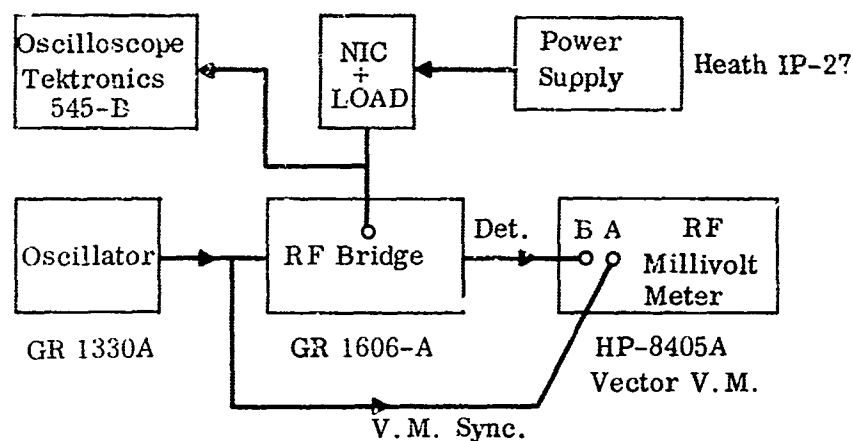 Oscilloscope
Tektronics
545-B
NIC
+
LOAD
Power
Supply
Heath IP-27
Oscillator
RF Bridge
Det.
B A
RF
Millivolt
Meter
GR 1330A
GR 1606-A
HP-8405A
Vector V.M.
V.M. Sync.